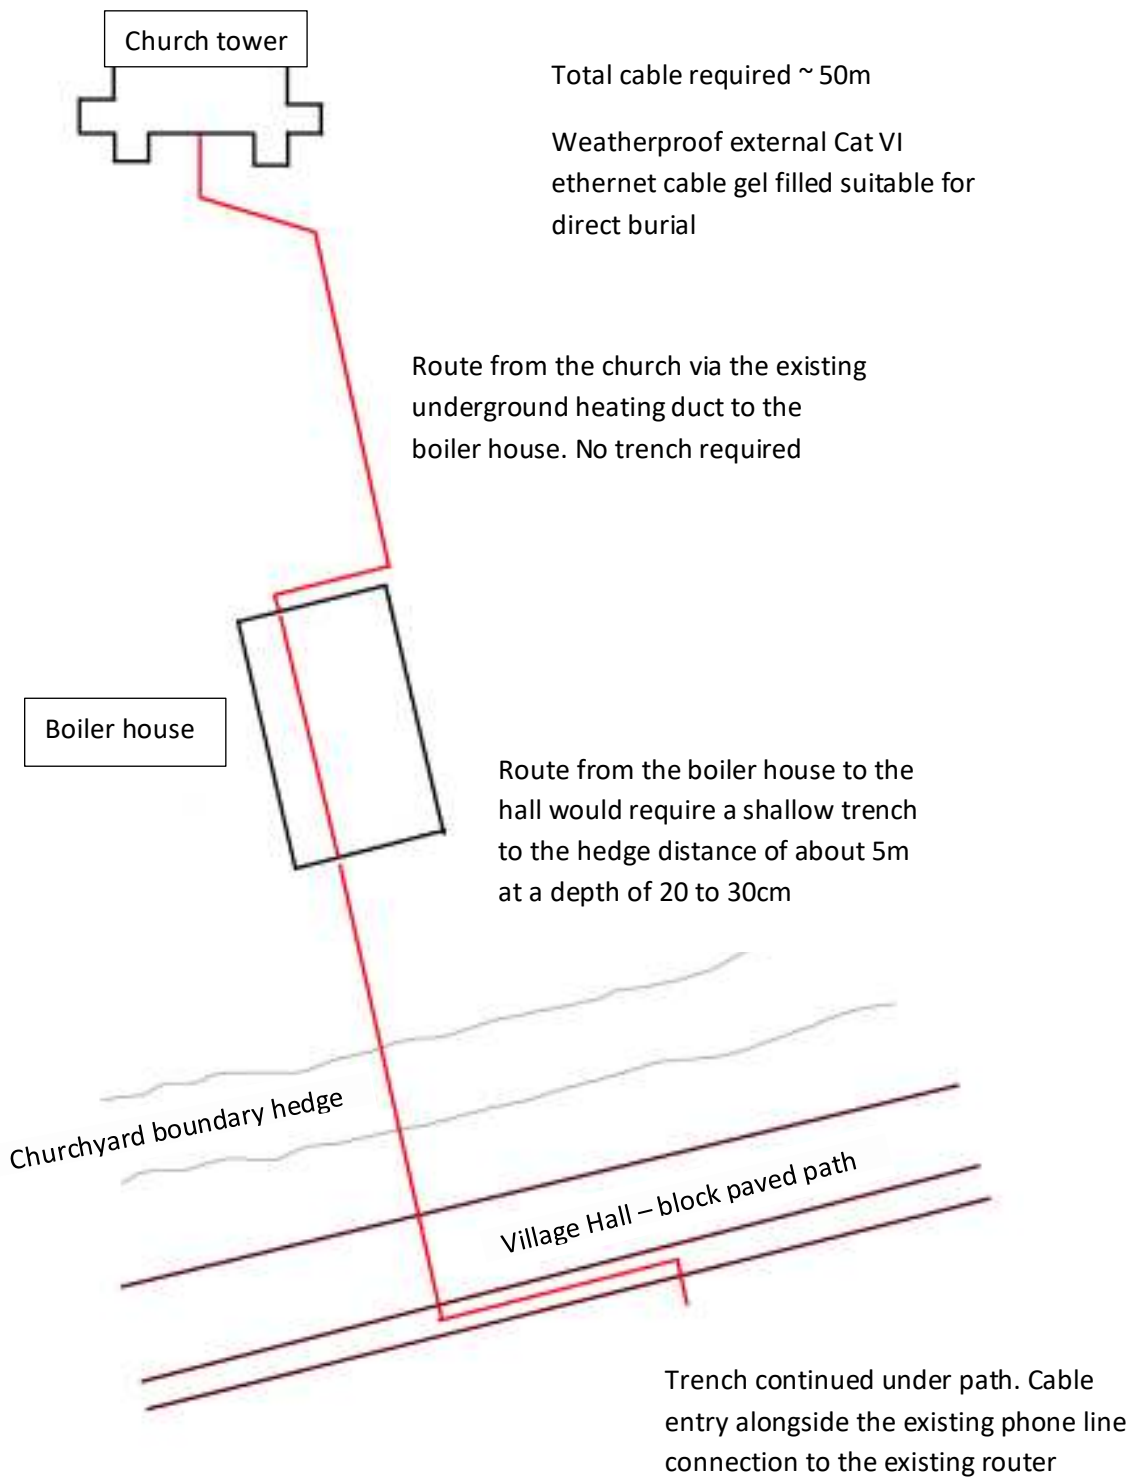 Church tower
Total cable required ~ 50m
Weatherproof external Cat VI
ethernet cable gel filled suitable for
direct burial
Route from the church via the existing
underground heating duct to the
boiler house. No trench required
Boiler house
Route from the boiler house to the
hall would require a shallow trench
to the hedge distance of about 5m
at a depth of 20 to 30cm
Churchyard boundary hedge
Village Hall – block paved path
Trench continued under path. Cable
entry alongside the existing phone line
connection to the existing router